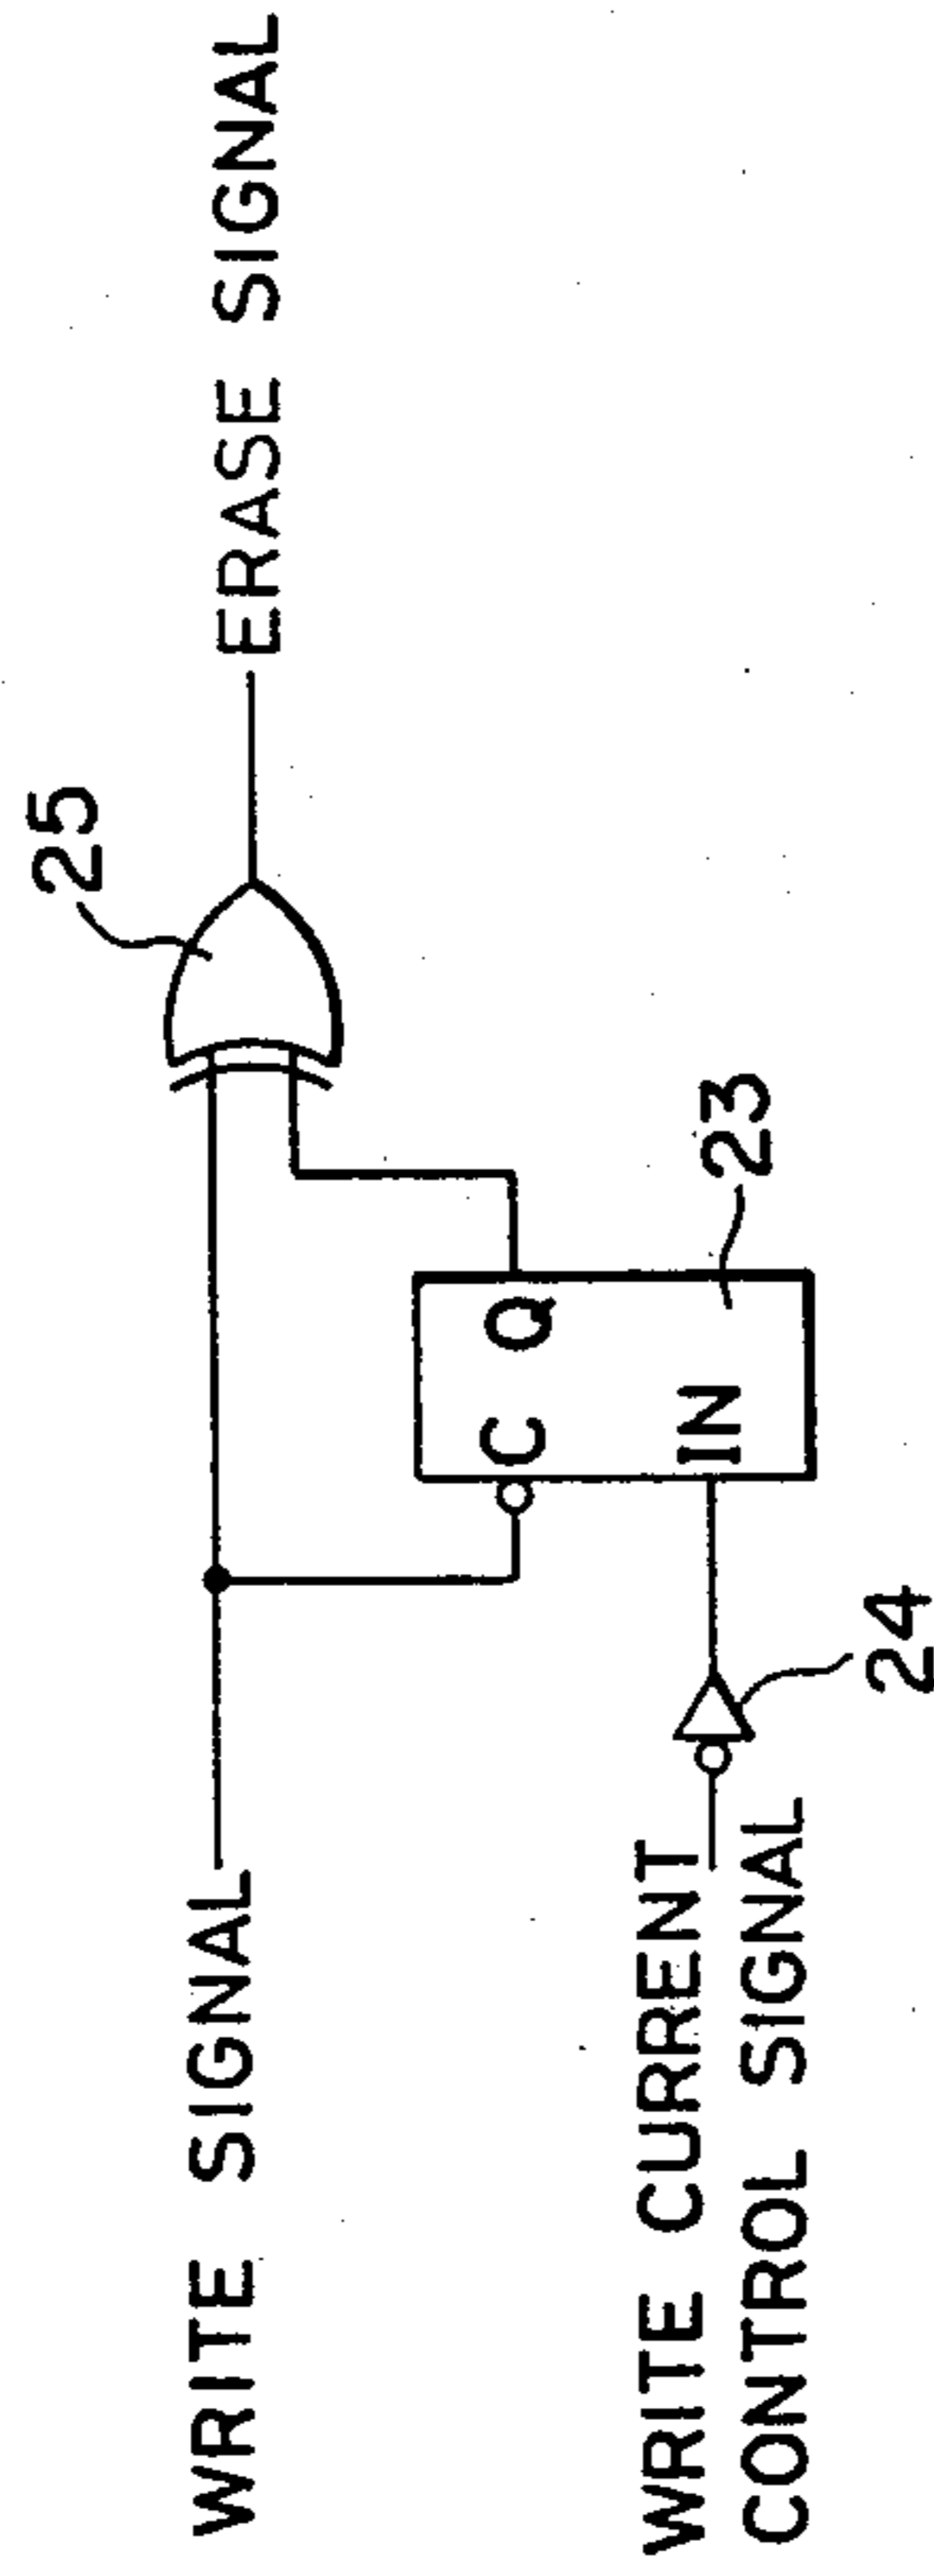 25
WRITE SIGNAL
ERASE SIGNAL
C Q
WRITE CURRENT
CONTROL SIGNAL
IN
24
23